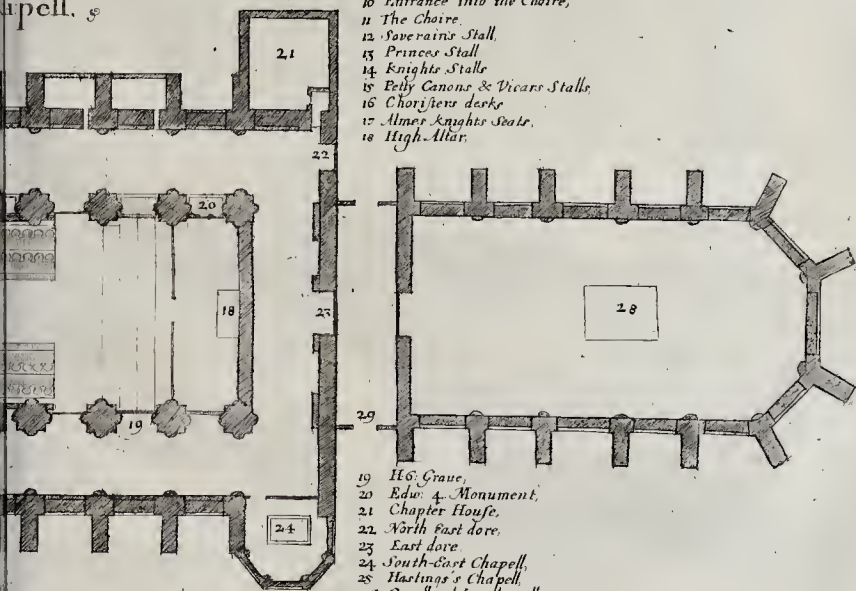 apell.
10 Entrance into the Choire,
11 The Choire.
12 Soverain's Stall,
13 Princes Stall
14 Knights Stalls
15 Petty Canons & Vicars Stalls,
16 Choristers desks
17 Almes knights Seats,
18 High Altar,
21
22
20
18
23
28
19
29
24
19 H6: Grave,
20 Edw: 4. Monument,
21 Chapter House,
22 North East dore,
23 East dore,
24 South-East Chapell,
25 Hastings's Chapell,